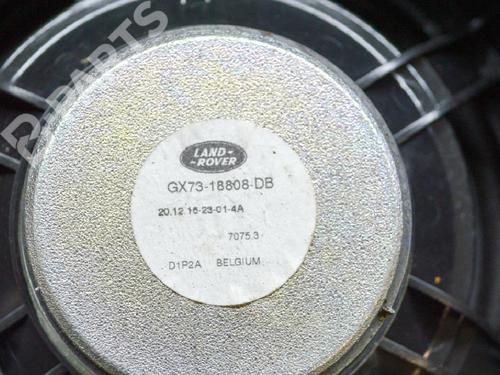 B-PARTS
LAND-
-ROVER
GX73-18808-DB
20.12.16-23-01-4A
7075.3
D1P2A BELGIUM